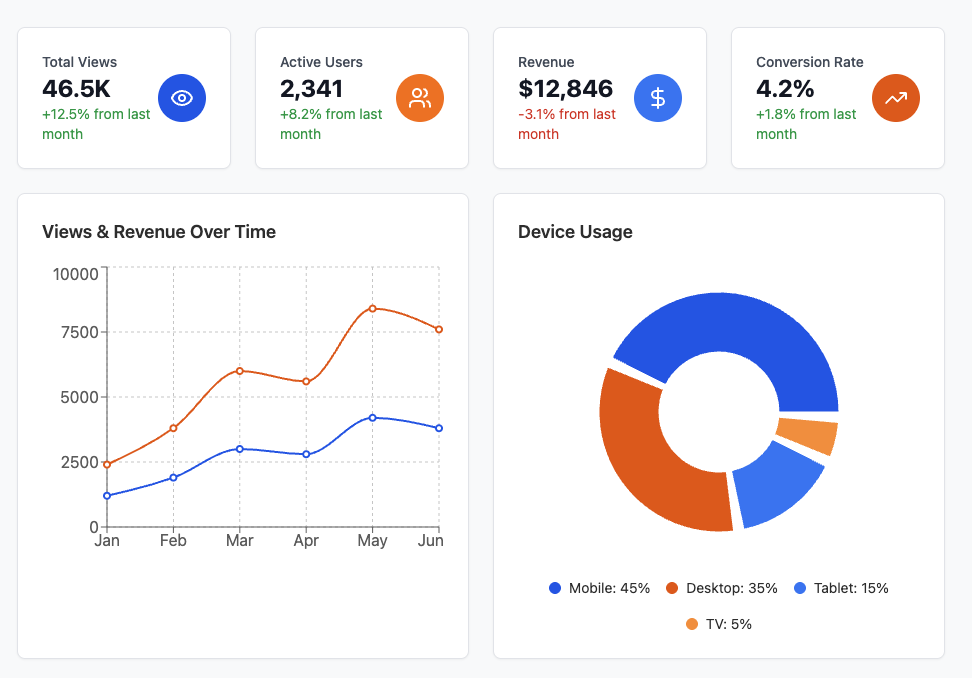 Total Views
46.5K
+12.5% from last
month
Active Users
2,341
+8.2% from last
month
Revenue
$12,846
-3.1% from last
month
Conversion Rate
4.2%
+1.8% from last
month
Views & Revenue Over Time
10000
7500
5000
2500
0
Jan Feb Mar Apr May Jun
Device Usage
Mobile: 45% Desktop: 35% Tablet: 15%
TV: 5%